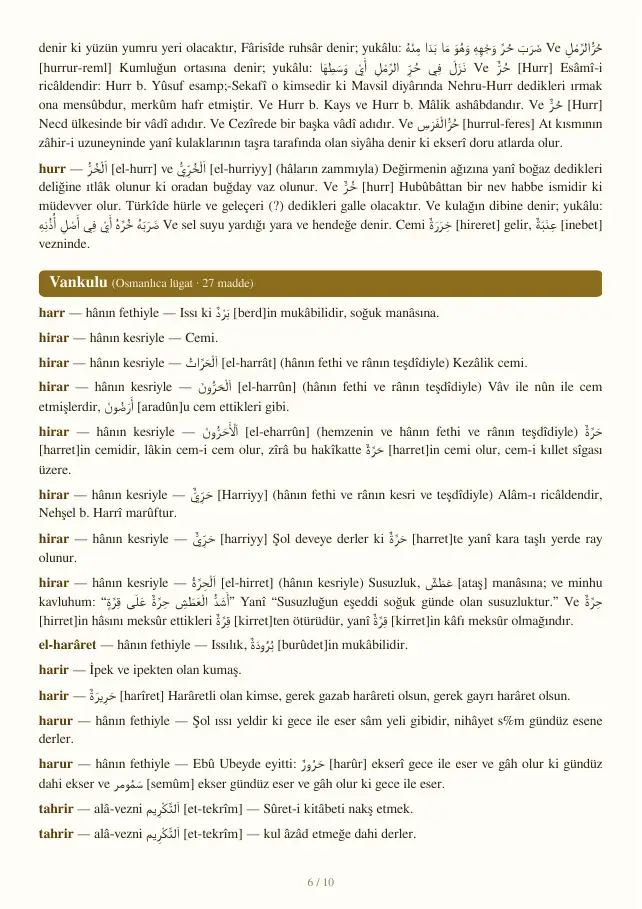 denir ki yüzün yumru yeri olacaktır, Fârisîde ruhsâr denir; yukâlu: ضَرَبَ حُرَّ وَجْهِهِ وَهُوَ مَا بَدَا مِنْهُ Ve حُرُّالرَّمْلِ
[hurrur-reml] Kumluğun ortasına denir; yukâlu: نَزَلَ فِي حُرِّ الرَّمْلِ أَيْ وَسَطِهَا Ve حُرٌّ [Hurr] Esâmî-i
ricâldendir: Hurr b. Yûsuf esamp;-Sekafî o kimsedir ki Mavsil diyârında Nehru-Hurr dedikleri ırmak
ona mensûbdur, merkûm hafr etmiştir. Ve Hurr b. Kays ve Hurr b. Mâlik ashâbdandır. Ve حُرٌّ [Hurr]
Necd ülkesinde bir vâdî adıdır. Ve Cezîrede bir başka vâdî adıdır. Ve حُرُّالْفَرَسِ [hurrul-feres] At kısmının
zâhir-i uzuneyninde yanî kulaklarının taşra tarafında olan siyâha denir ki ekserî doru atlarda olur.
hurr — اَلْخُرُّ [el-hurr] ve اَلْخُرِّيُّ [el-hurriyy] (hâların zammıyla) Değirmenin ağızına yanî boğaz dedikleri
deliğine ıtlâk olunur ki oradan buğday vaz olunur. Ve خُرٌّ [hurr] Hubûbâttan bir nev habbe ismidir ki
müdevver olur. Türkîde hürle ve geleçeri (?) dedikleri galle olacaktır. Ve kulağın dibine denir; yukâlu:
ضَرَبَهُ خُرَّهُ أَيْ فِي أَصْلِ أُذُنِهِ Ve sel suyu yardığı yara ve hendeğe denir. Cemi خِرَرَةٌ [hireret] gelir, عِنَبَةٌ [inebet]
vezninde.
Vankulu (Osmanlıca lügat · 27 madde)
harr — hânın fethiyle — Issı ki بَرْدٌ [berd]in mukâbilidir, soğuk manâsına.
hirar — hânın kesriyle — Cemi.
hirar — hânın kesriyle — اَلْحَرَّاتُ [el-harrât] (hânın fethi ve rânın teşdîdiyle) Kezâlik cemi.
hirar — hânın kesriyle — اَلْحَرُّونَ [el-harrûn] (hânın fethi ve rânın teşdîdiyle) Vâv ile nûn ile cem
etmişlerdir, أَرَضُونَ [aradûn]u cem ettikleri gibi.
hirar — hânın kesriyle — اَلْأَحَرُّونَ [el-eharrûn] (hemzenin ve hânın fethi ve rânın teşdîdiyle) حَرَّةٌ
[harret]in cemidir, lâkin cem-i cem olur, zîrâ bu hakîkatte حَرَّةٌ [harret]in cemi olur, cem-i kıllet sîgası
üzere.
hirar — hânın kesriyle — حَرِّيٌّ [Harriy] (hânın fethi ve rânın kesri ve teşdîdiyle) Alâm-ı ricâldendir,
Nehşel b. Harrî marûftur.
hirar — hânın kesriyle — حَرِّيٌّ [harriyy] Şol deveye derler ki حَرَّةٌ [harret]te yanî kara taşlı yerde ray
olunur.
hirar — hânın kesriyle — اَلْحِرَّةُ [el-hirret] (hânın kesriyle) Susuzluk, عَطَشٌ [ataş] manâsına; ve minhu
kavluhum: “أَشَدُّ الْعَطَشِ حِرَّةٌ عَلَى قِرَّةٍ” Yanî “Susuzluğun eşeddi soğuk günde olan susuzluktur.” Ve حِرَّةٌ
[hirret]in hâsını meksûr ettikleri قِرَّةٌ [kirret]ten ötürüdür, yanî قِرَّةٌ [kirret]in kâfı meksûr olmağındır.
el-harâret — hânın fethiyle — Issılık, بُرُودَةٌ [burûdet]in mukâbilidir.
harir — İpek ve ipekten olan kumaş.
harir — حَرِيرَةٌ [harîret] Harâretli olan kimse, gerek gazab harâreti olsun, gerek gayrı harâret olsun.
harur — hânın fethiyle — Şol ıssı yeldir ki gece ile eser sâm yeli gibidir, nihâyet s%m gündüz esene
derler.
harur — hânın fethiyle — Ebû Ubeyde eyitti: حَرُورٌ [harûr] ekserî gece ile eser ve gâh olur ki gündüz
dahi ekser ve سَمُومر [semûm] ekser gündüz eser ve gâh olur ki gece ile eser.
tahrir — alâ-vezni اَلتَّكْرِيم [et-tekrîm] — Sûret-i kitâbeti nakş etmek.
tahrir — alâ-vezni اَلتَّكْرِيم [et-tekrîm] — kul âzâd etmeğe dahi derler.
6 / 10